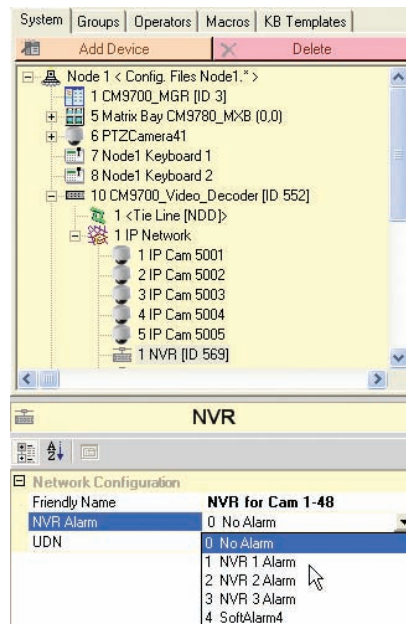 System Groups Operators Macros KB Templates
Add Device Delete
Node 1 < Config. Files Node1.* >
1 CM9700_MGR [ID 3]
5 Matrix Bay CM9780_MXB (0,0)
6 PTZCamera41
7 Node1 Keyboard 1
8 Node1 Keyboard 2
10 CM9700_Video_Decoder [ID 552]
1 <Tie Line [NDD]>
1 IP Network
1 IP Cam 5001
2 IP Cam 5002
3 IP Cam 5003
4 IP Cam 5004
5 IP Cam 5005
1 NVR [ID 569]
NVR
Network Configuration
Friendly Name NVR for Cam 1-48
NVR Alarm 0 No Alarm
UDN 0 No Alarm
1 NVR 1 Alarm
2 NVR 2 Alarm
3 NVR 3 Alarm
4 SoftAlarm4